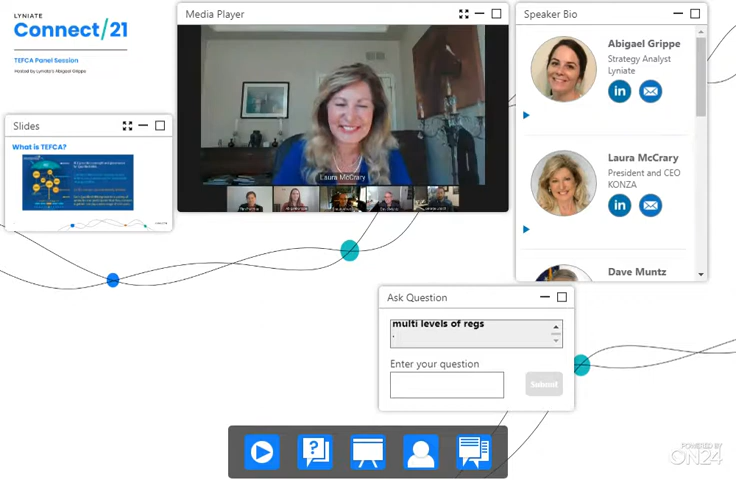 LYNIATE
Connect/21
TEFCA Panel Session
Hosted by Lyniate's Abigael Grippe
Slides
What is TEFCA?
Media Player
Laura McCrary
Speaker Bio
Abigael Grippe
Strategy Analyst
Lyniate
in
Laura McCrary
President and CEO
KONZA
in
Dave Muntz
Ask Question
multi levels of regs
.
Enter your question
Submit
?
POWERED BY
ON24